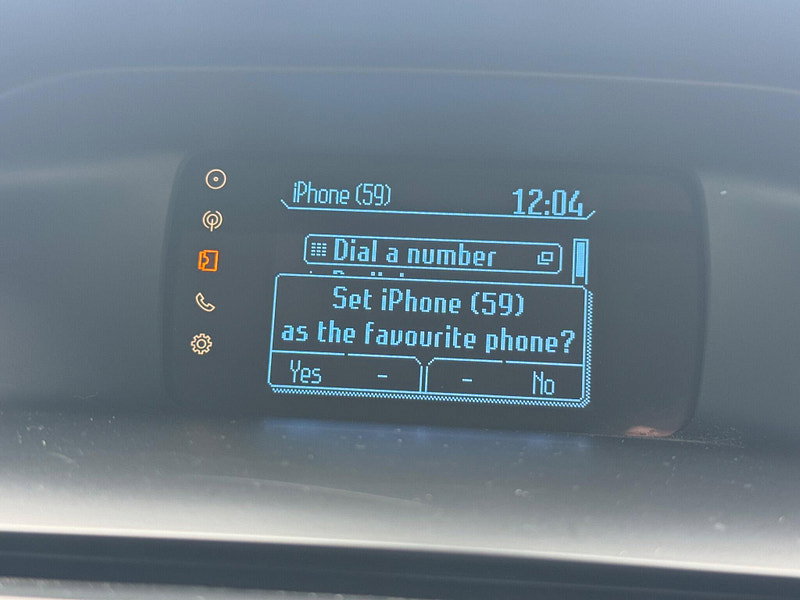 iPhone (59) 12:04
Dial a number
Set iPhone (59)
as the favourite phone?
Yes - - No